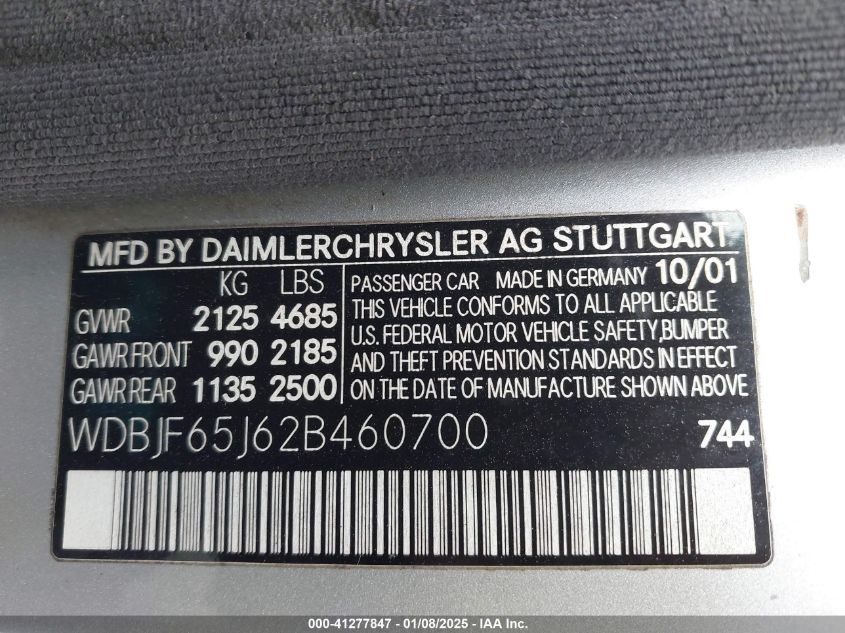 MFD BY DAIMLERCHRYSLER AG STUTTGART
KG LBS
GVWR 2125 4685
GAWR FRONT 990 2185
GAWR REAR 1135 2500
PASSENGER CAR MADE IN GERMANY 10/01
THIS VEHICLE CONFORMS TO ALL APPLICABLE
U.S. FEDERAL MOTOR VEHICLE SAFETY,BUMPER
AND THEFT PREVENTION STANDARDS IN EFFECT
ON THE DATE OF MANUFACTURE SHOWN ABOVE
WDBJF65J62B460700 744
000-41277847 - 01/08/2025 - IAA Inc.